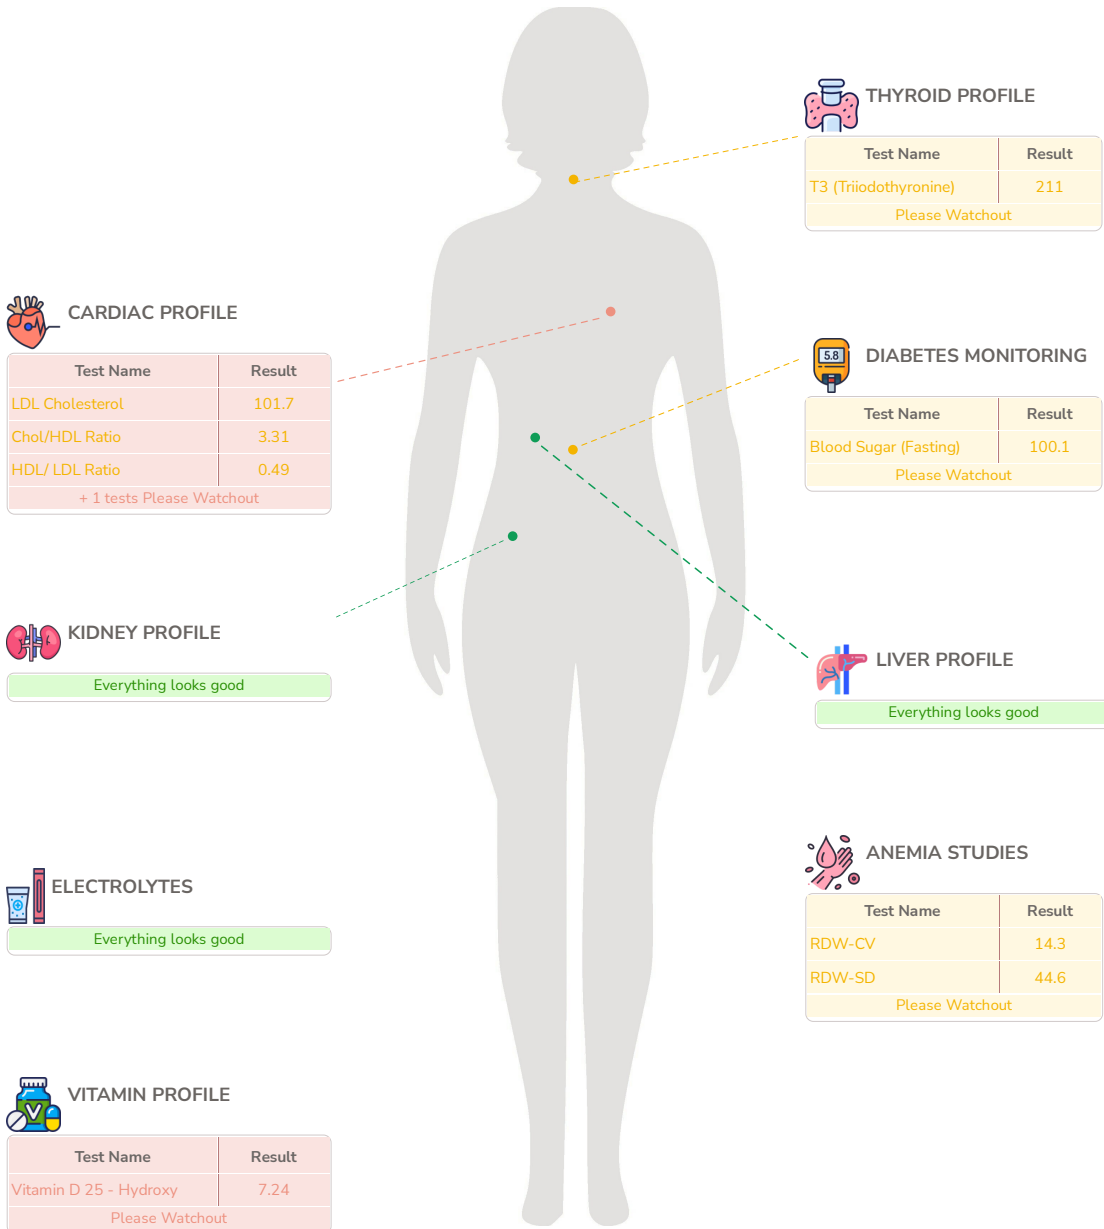 THYROID PROFILE
Test Name Result
T3 (Triiodothyronine) 211
Please Watchout
CARDIAC PROFILE
Test Name Result
LDL Cholesterol 101.7
Chol/HDL Ratio 3.31
HDL/ LDL Ratio 0.49
+ 1 tests Please Watchout
5.8
DIABETES MONITORING
Test Name Result
Blood Sugar (Fasting) 100.1
Please Watchout
KIDNEY PROFILE
Everything looks good
LIVER PROFILE
Everything looks good
ELECTROLYTES
Everything looks good
ANEMIA STUDIES
Test Name Result
RDW-CV 14.3
RDW-SD 44.6
Please Watchout
V
VITAMIN PROFILE
Test Name Result
Vitamin D 25 - Hydroxy 7.24
Please Watchout